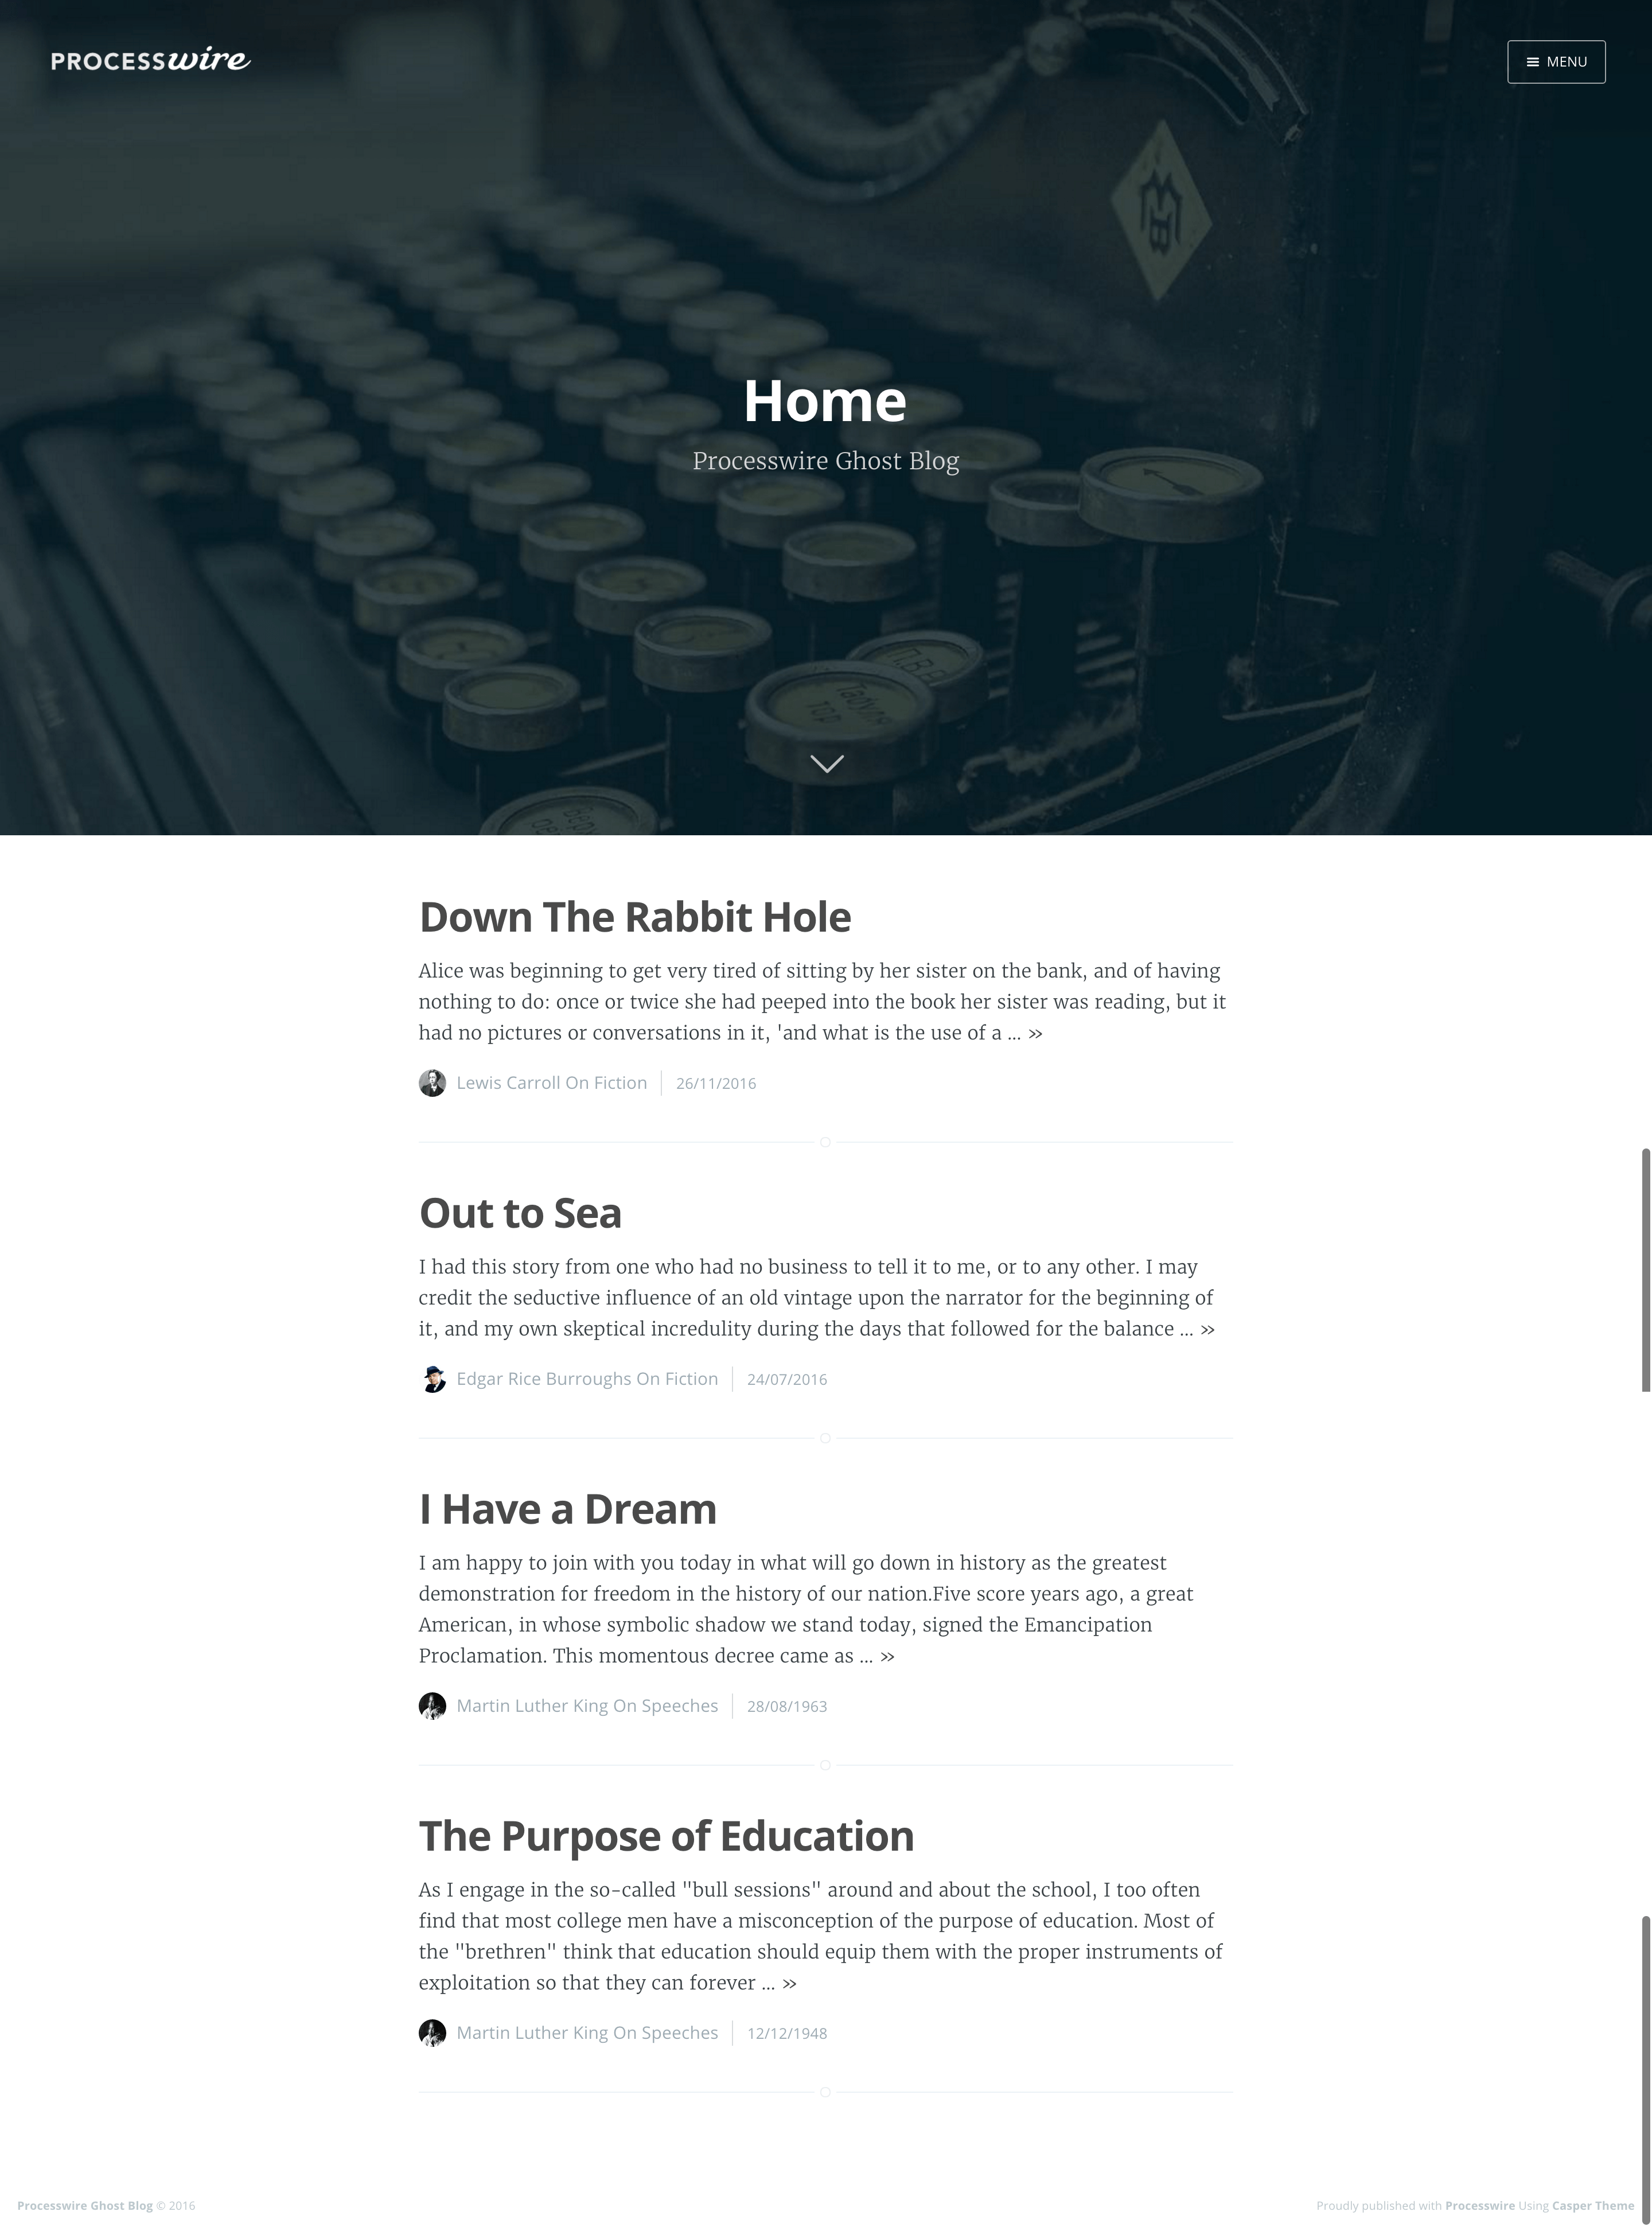 PROCESSwire
MENU
Home
Processwire Ghost Blog
Табуля
тор
Down The Rabbit Hole
Alice was beginning to get very tired of sitting by her sister on the bank, and of having
nothing to do: once or twice she had peeped into the book her sister was reading, but it
had no pictures or conversations in it, 'and what is the use of a ... »
Lewis Carroll On Fiction 26/11/2016
Out to Sea
I had this story from one who had no business to tell it to me, or to any other. I may
credit the seductive influence of an old vintage upon the narrator for the beginning of
it, and my own skeptical incredulity during the days that followed for the balance ... »
Edgar Rice Burroughs On Fiction 24/07/2016
I Have a Dream
I am happy to join with you today in what will go down in history as the greatest
demonstration for freedom in the history of our nation.Five score years ago, a great
American, in whose symbolic shadow we stand today, signed the Emancipation
Proclamation. This momentous decree came as ... »
Martin Luther King On Speeches 28/08/1963
The Purpose of Education
As I engage in the so-called "bull sessions" around and about the school, I too often
find that most college men have a misconception of the purpose of education. Most of
the "brethren" think that education should equip them with the proper instruments of
exploitation so that they can forever ... »
Martin Luther King On Speeches 12/12/1948
Processwire Ghost Blog © 2016
Proudly published with Processwire Using Casper Theme